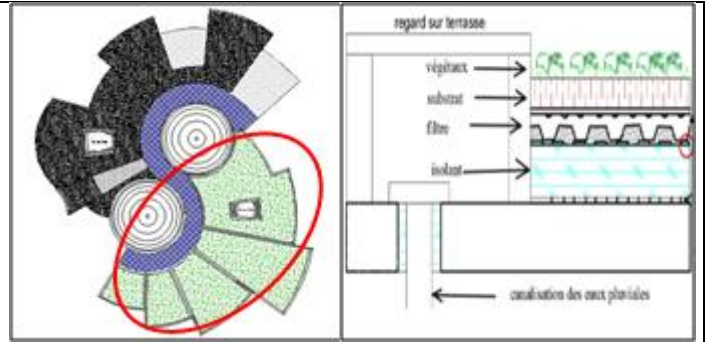 regard sur terrasse
végétaux
substrat
filtre
isolant
canalisation des eaux pluviales